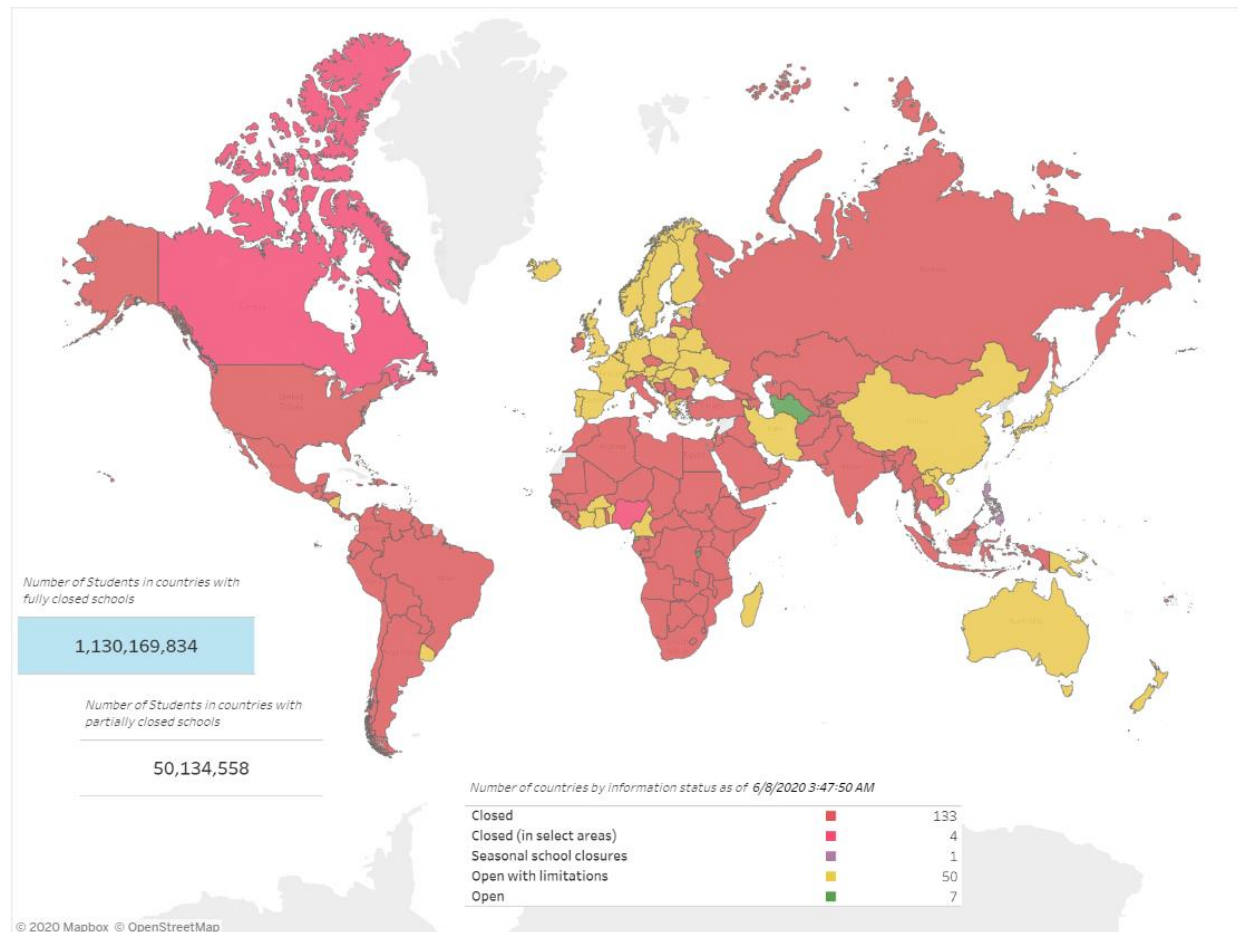 United
States
Number of Students in countries with
fully closed schools
1,130,169,834
Number of Students in countries with
partially closed schools
50,134,558
Number of countries by information status as of 6/8/2020 3:47:50 AM
Closed 133
Closed (in select areas) 4
Seasonal school closures 1
Open with limitations 50
Open 7
© 2020 Mapbox © OpenStreetMap